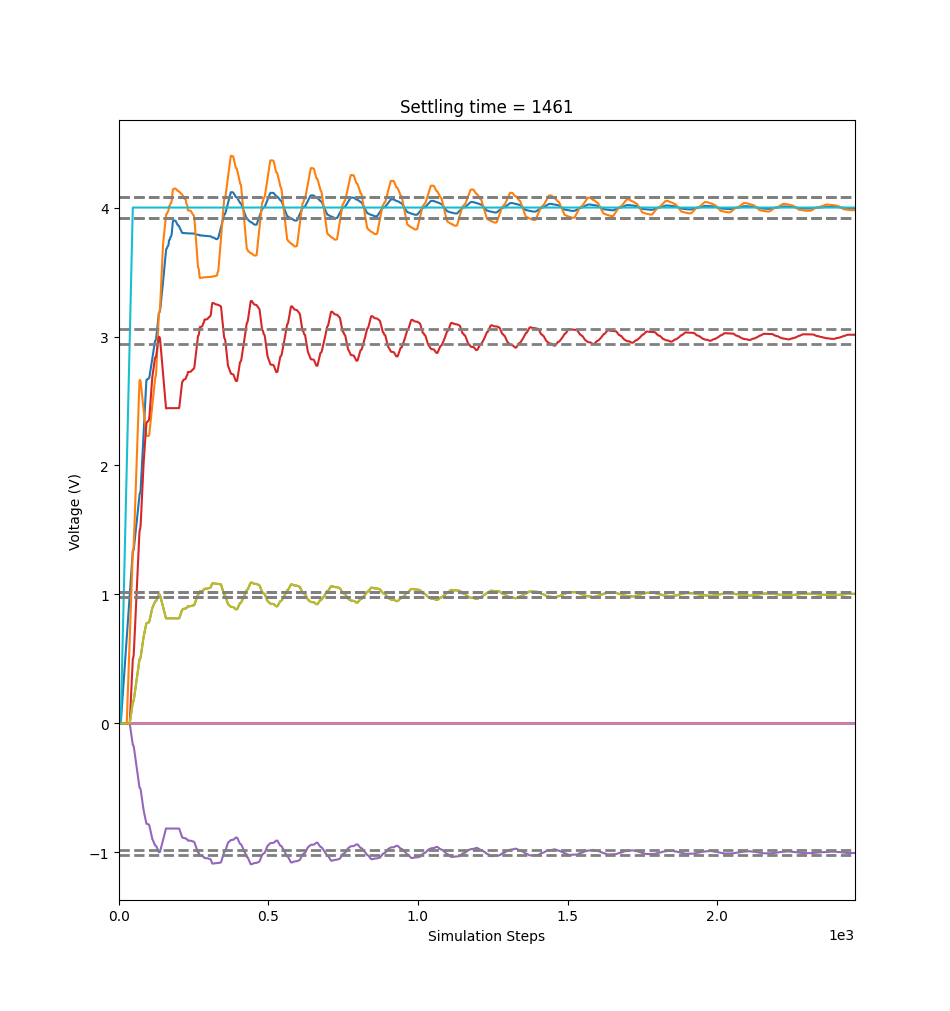 Settling time = 1461
Voltage (V)
4
3
2
1
0
−1
0.0
0.5
1.0
1.5
2.0
Simulation Steps
1e3